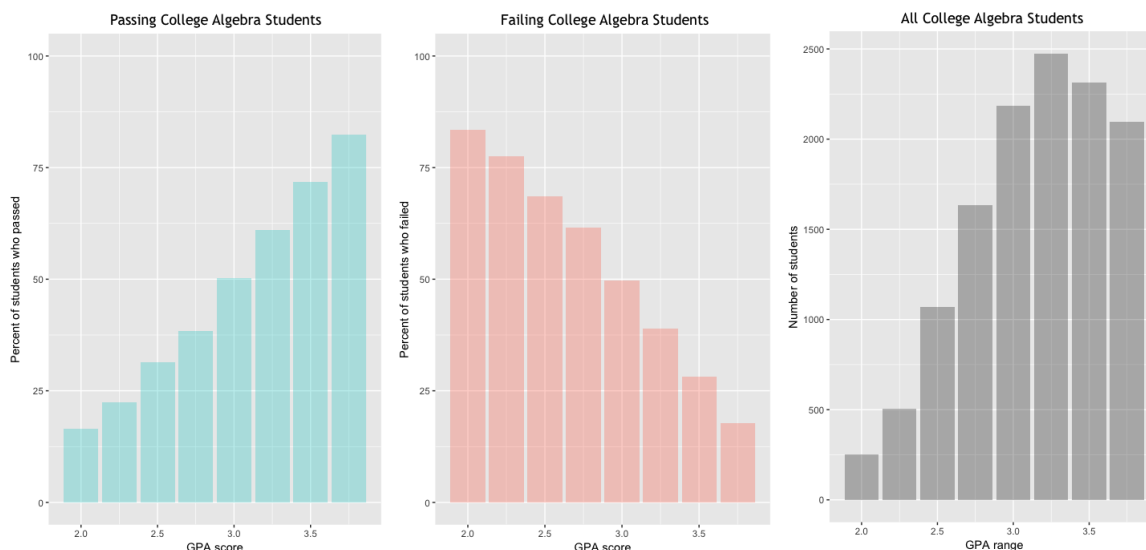 Passing College Algebra Students
100
75
50
25
0
Percent of students who passed
2.0 2.5 3.0 3.5
GPA score
Failing College Algebra Students
100
75
50
25
0
Percent of students who failed
2.0 2.5 3.0 3.5
GPA score
All College Algebra Students
2500
2000
1500
1000
500
0
Number of students
2.0 2.5 3.0 3.5
GPA range